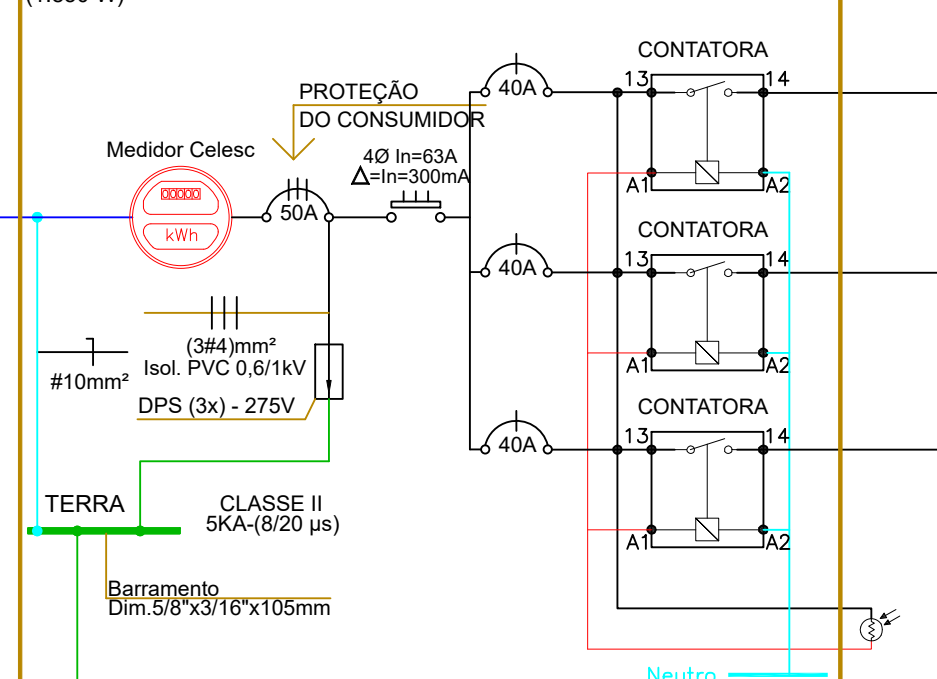 PROTEÇÃO
DO CONSUMIDOR
Medidor Celesc
00000
kWh
50A
4Ø In=63A
Δ=In=300mA
40A
CONTATORA
13
14
A1
A2
40A
CONTATORA
13
14
A1
A2
40A
CONTATORA
13
14
A1
A2
(3#4)mm²
Isol. PVC 0,6/1kV
#10mm²
DPS (3x) - 275V
TERRA
CLASSE II
5KA-(8/20 µs)
Barramento
Dim.5/8"x3/16"x105mm
Neutro